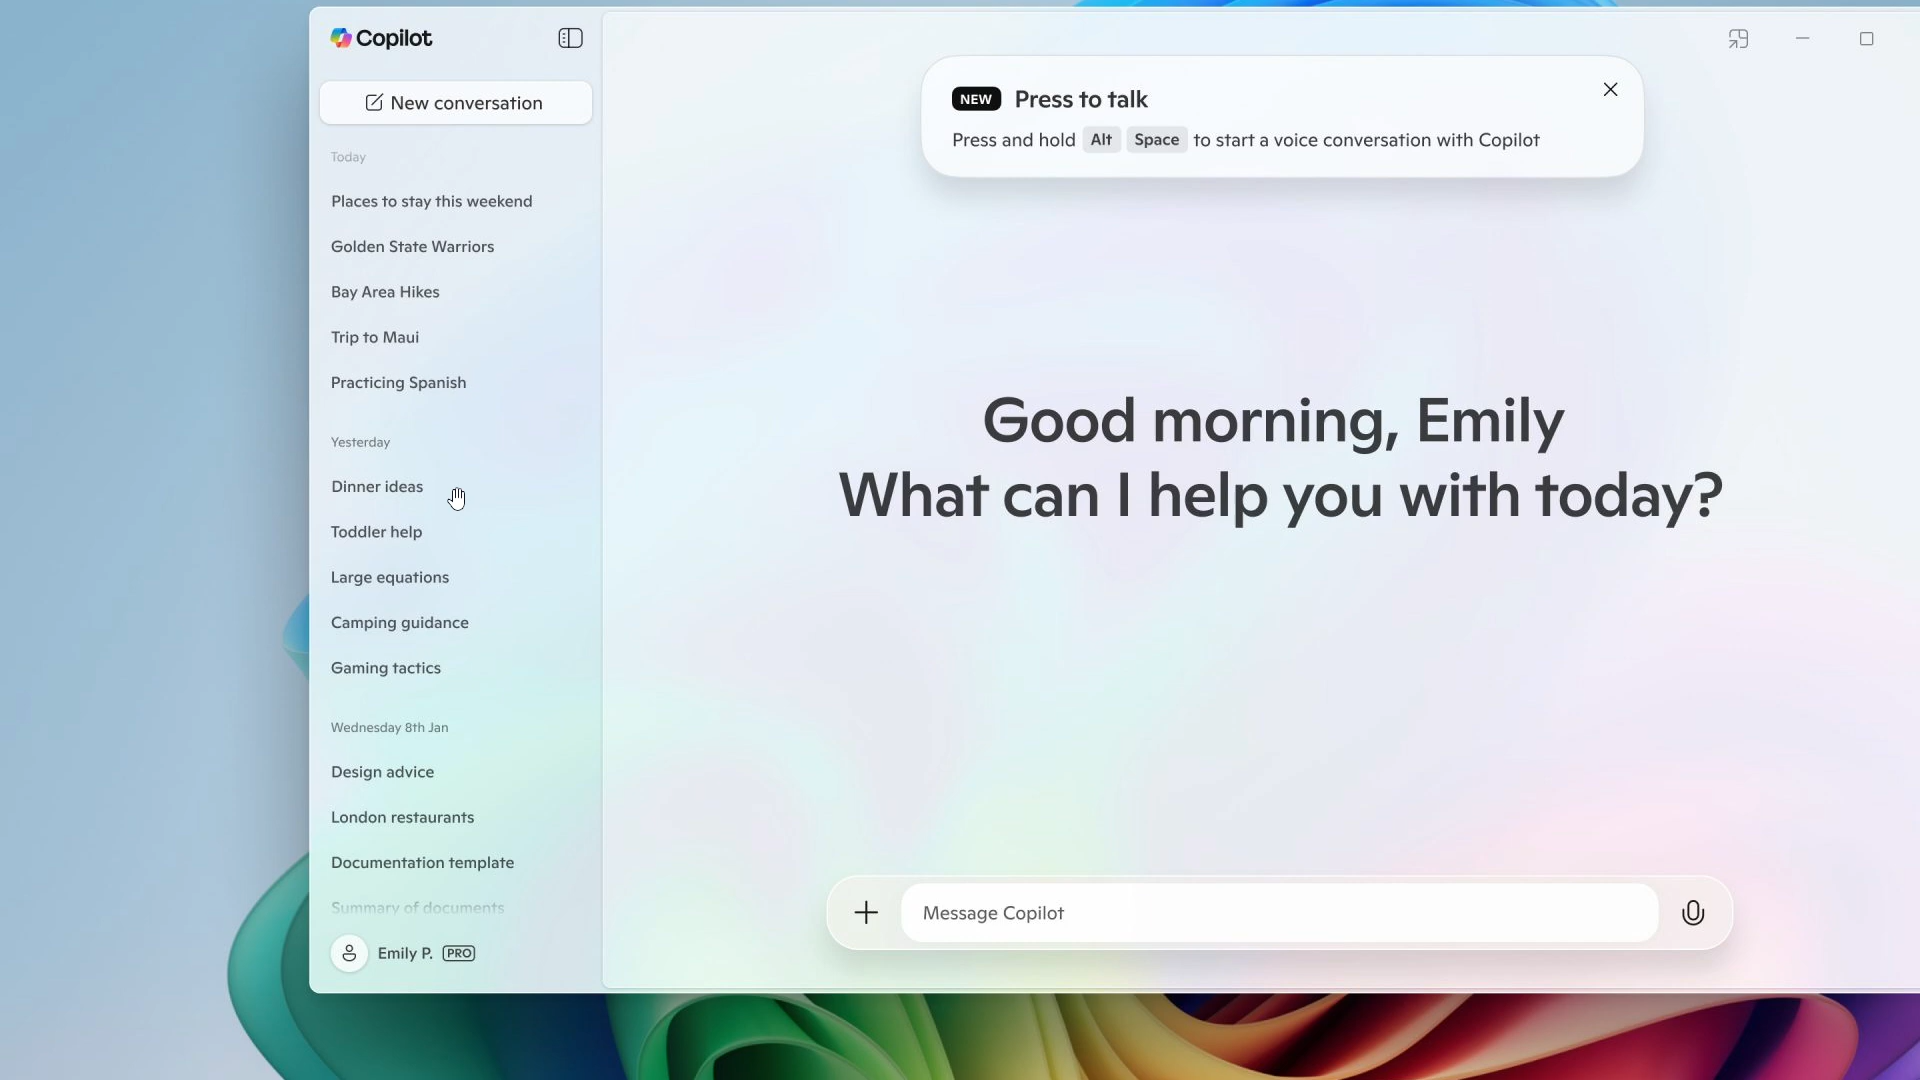 Copilot
New conversation
Today
Places to stay this weekend
Golden State Warriors
Bay Area Hikes
Trip to Maui
Practicing Spanish
Yesterday
Dinner ideas
Toddler help
Large equations
Camping guidance
Gaming tactics
Wednesday 8th Jan
Design advice
London restaurants
Documentation template
Summary of documents
Emily P. PRO
NEW Press to talk
Press and hold Alt Space to start a voice conversation with Copilot
Good morning, Emily
What can I help you with today?
Message Copilot